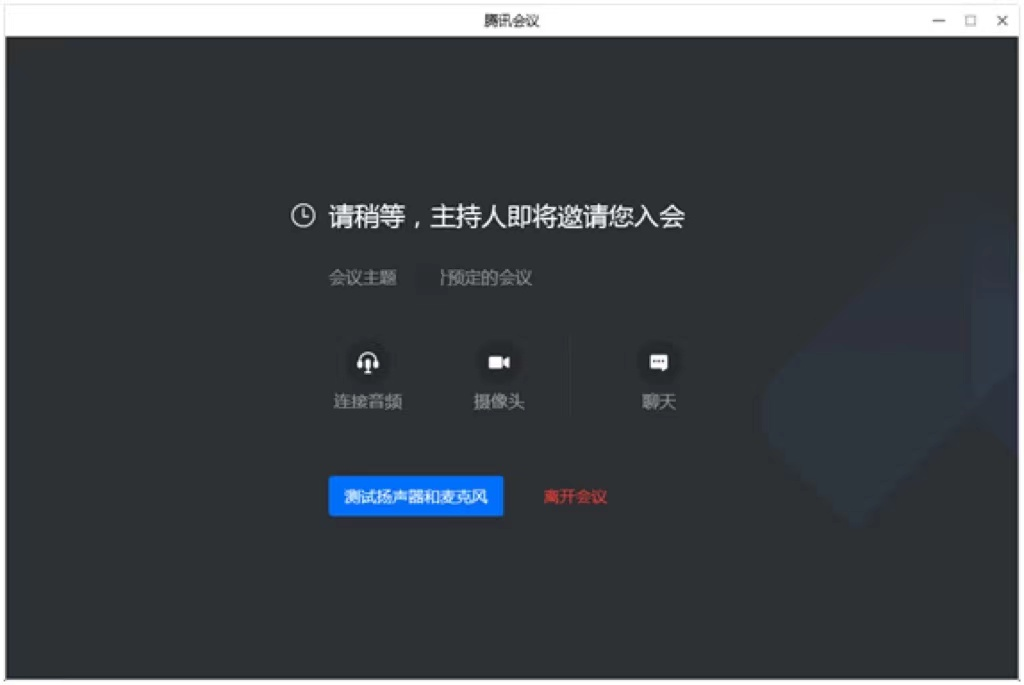 腾讯会议
请稍等，主持人即将邀请您入会
会议主题 预定的会议
连接音频 摄像头 聊天
测试扬声器和麦克风 离开会议